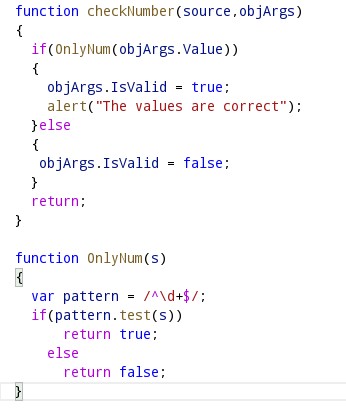 function checkNumber(source,objArgs)
{
if(OnlyNum(objArgs.Value))
{
objArgs.IsValid = true;
alert("The values are correct");
}else
{
objArgs.IsValid = false;
}
return;
}
function OnlyNum(s)
{
var pattern = /^\d+$/;
if(pattern.test(s))
return true;
else
return false;
}